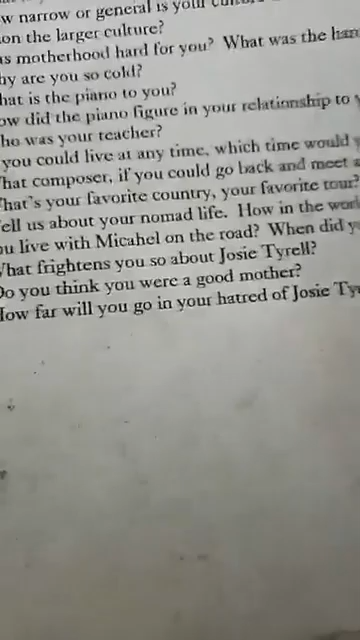 w narrow or general is your
on the larger culture?
as motherhood hard for you? What was the har
hy are you so cold?
hat is the piano to you?
ow did the piano figure in your relationship to
ho was your teacher?
you could live at any time, which time would
hat composer, if you could go back and meet a
hat's your favorite country, your favorite tour?
ell us about your nomad life. How in the worl
ou live with Micahel on the road? When did y
What frightens you so about Josie Tyrell?
Do you think you were a good mother?
How far will you go in your hatred of Josie Ty